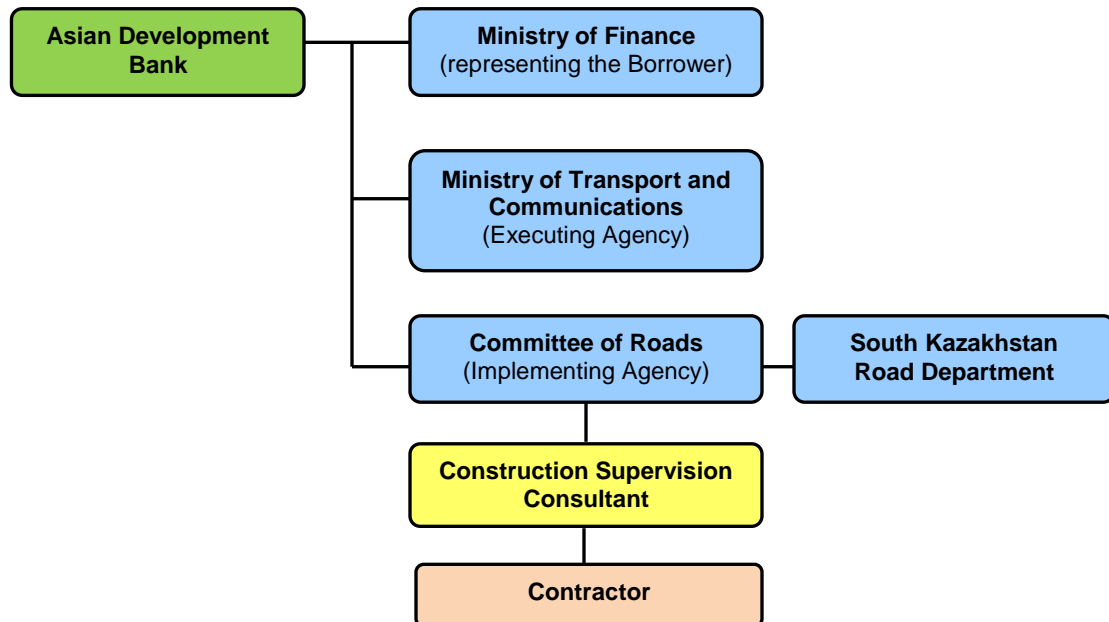 Asian Development
Bank
Ministry of Finance
(representing the Borrower)
Ministry of Transport and
Communications
(Executing Agency)
Committee of Roads
(Implementing Agency)
South Kazakhstan
Road Department
Construction Supervision
Consultant
Contractor